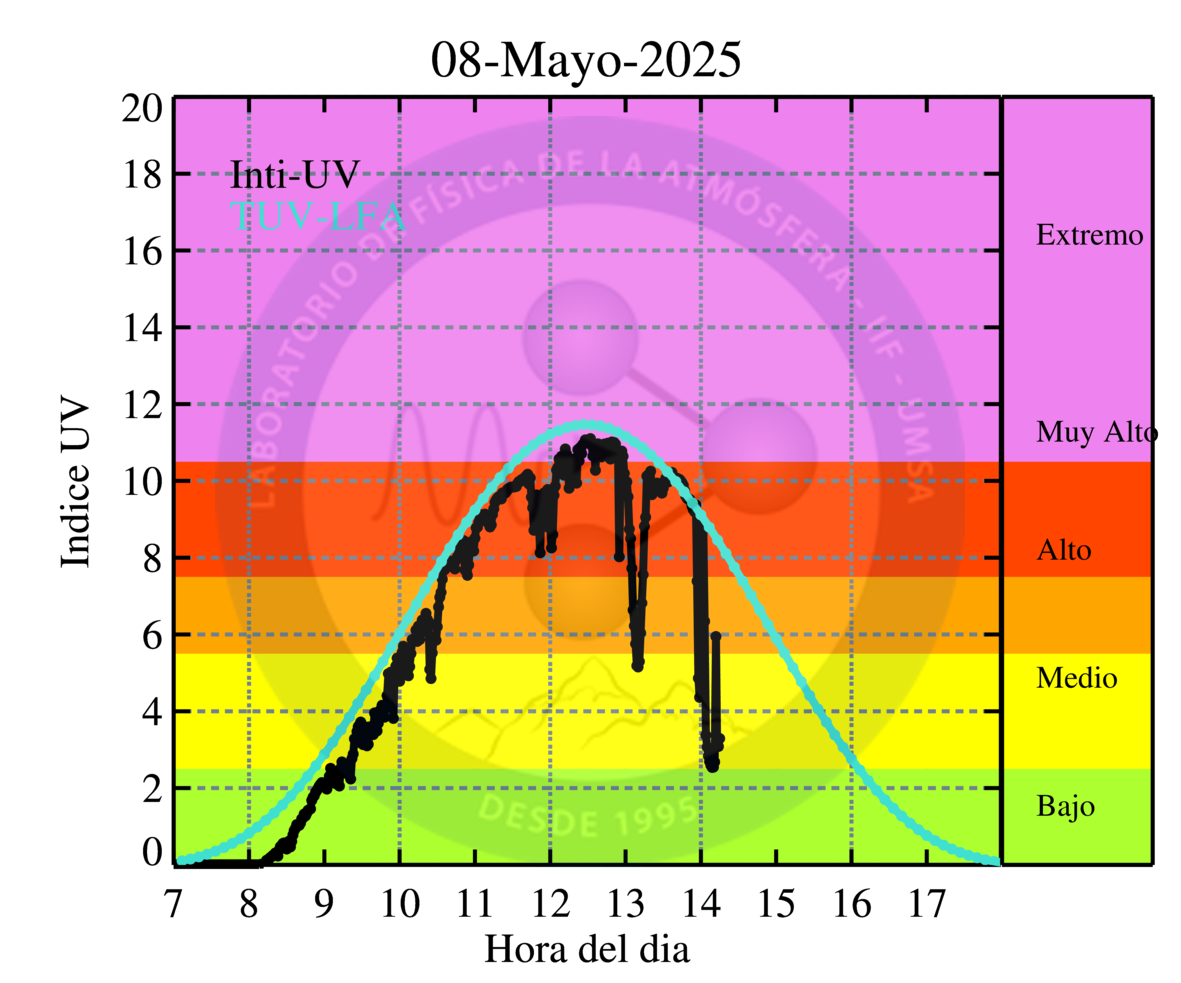 08-Mayo-2025
20
18
16
14
12
10
8
6
4
2
0
Indice UV
Inti-UV
TUV-LFA
LABORATORIO DE FÍSICA DE LA ATMÓSFERA - IIF - UMSA
DESDE 1995
Extremo
Muy Alto
Alto
Medio
Bajo
7 8 9 10 11 12 13 14 15 16 17
Hora del dia